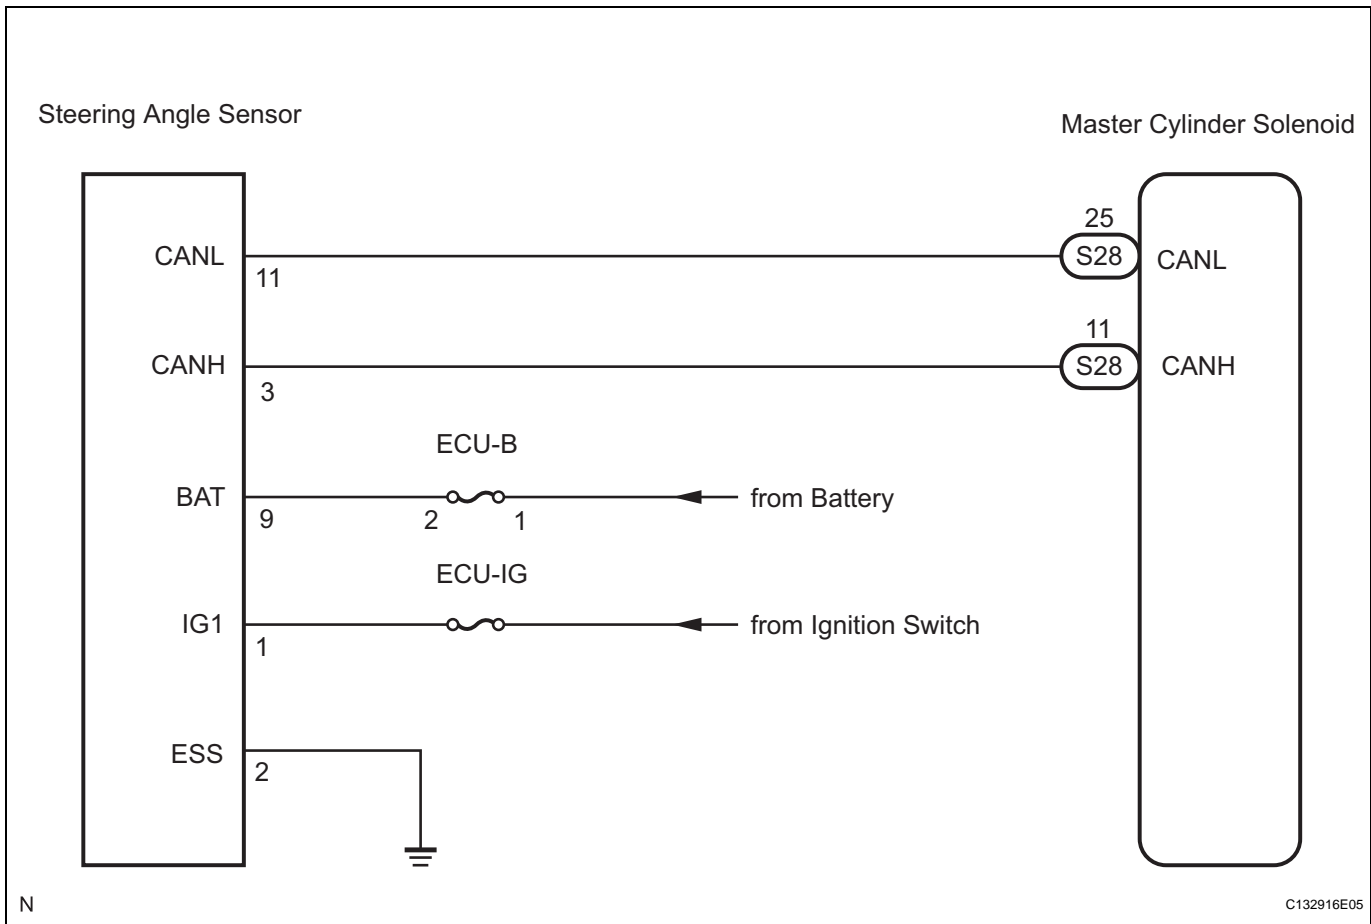 Steering Angle Sensor
Master Cylinder Solenoid
CANL
11
25
S28
CANL
CANH
3
11
S28
CANH
ECU-B
BAT
9
2
1
from Battery
ECU-IG
IG1
1
from Ignition Switch
ESS
2
N
C132916E05